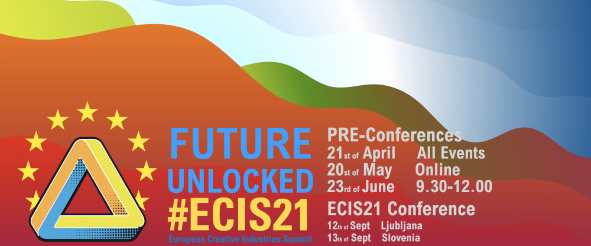 FUTURE
UNLOCKED
#ECIS21
European Creative Industries Summit
PRE-Conferences
21st of April All Events
20st of May Online
23rd of June 9.30-12.00
ECIS21 Conference
12th of Sept Ljubljana
13th of Sept Slovenia